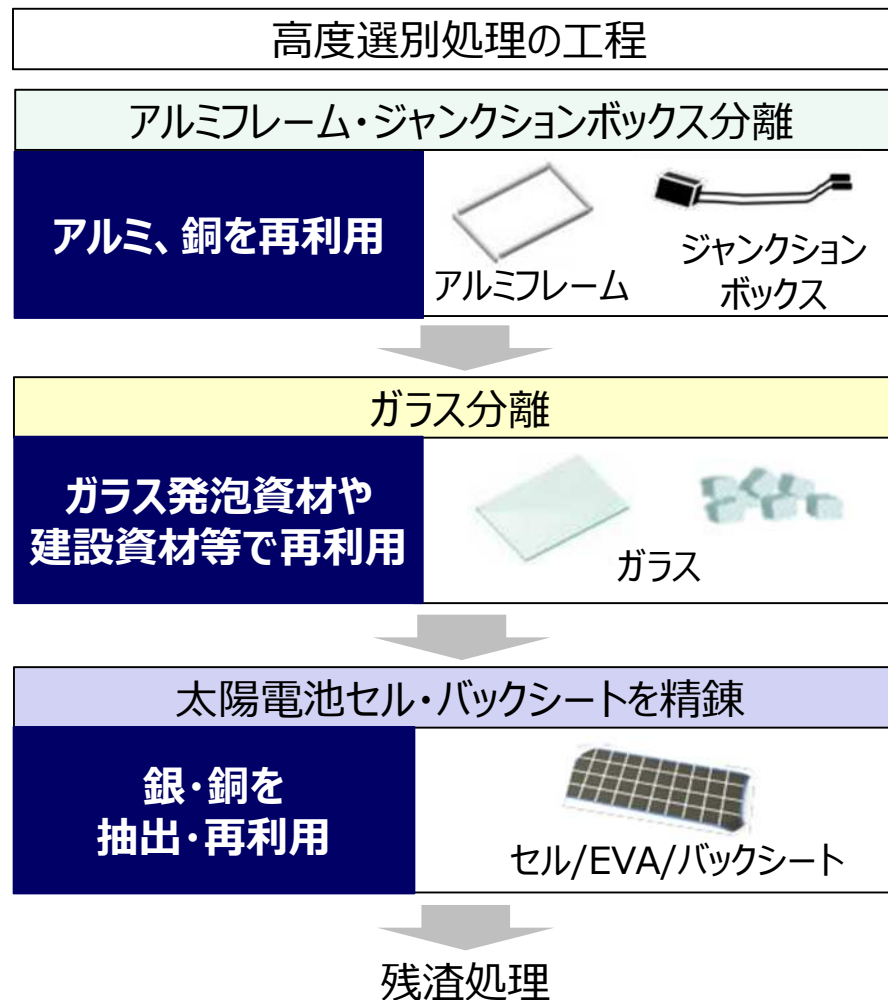 高度選別処理の工程
アルミフレーム・ジャンクションボックス分離
アルミ、銅を再利用
アルミフレーム
ジャンクション
ボックス
ガラス分離
ガラス発泡資材や
建設資材等で再利用
ガラス
太陽電池セル・バックシートを精錬
銀・銅を
抽出・再利用
セル/EVA/バックシート
残渣処理